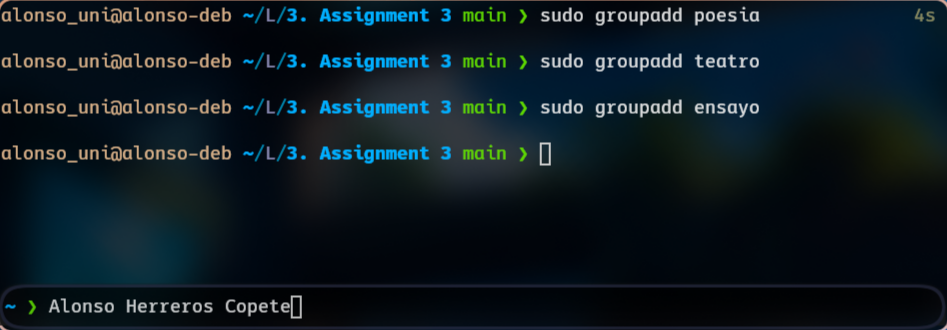 alonso_uni@alonso-deb ~/L/3. Assignment 3 main ❯ sudo groupadd poesia 4s
alonso_uni@alonso-deb ~/L/3. Assignment 3 main ❯ sudo groupadd teatro
alonso_uni@alonso-deb ~/L/3. Assignment 3 main ❯ sudo groupadd ensayo
alonso_uni@alonso-deb ~/L/3. Assignment 3 main ❯
~ ❯ Alonso Herreros Copete